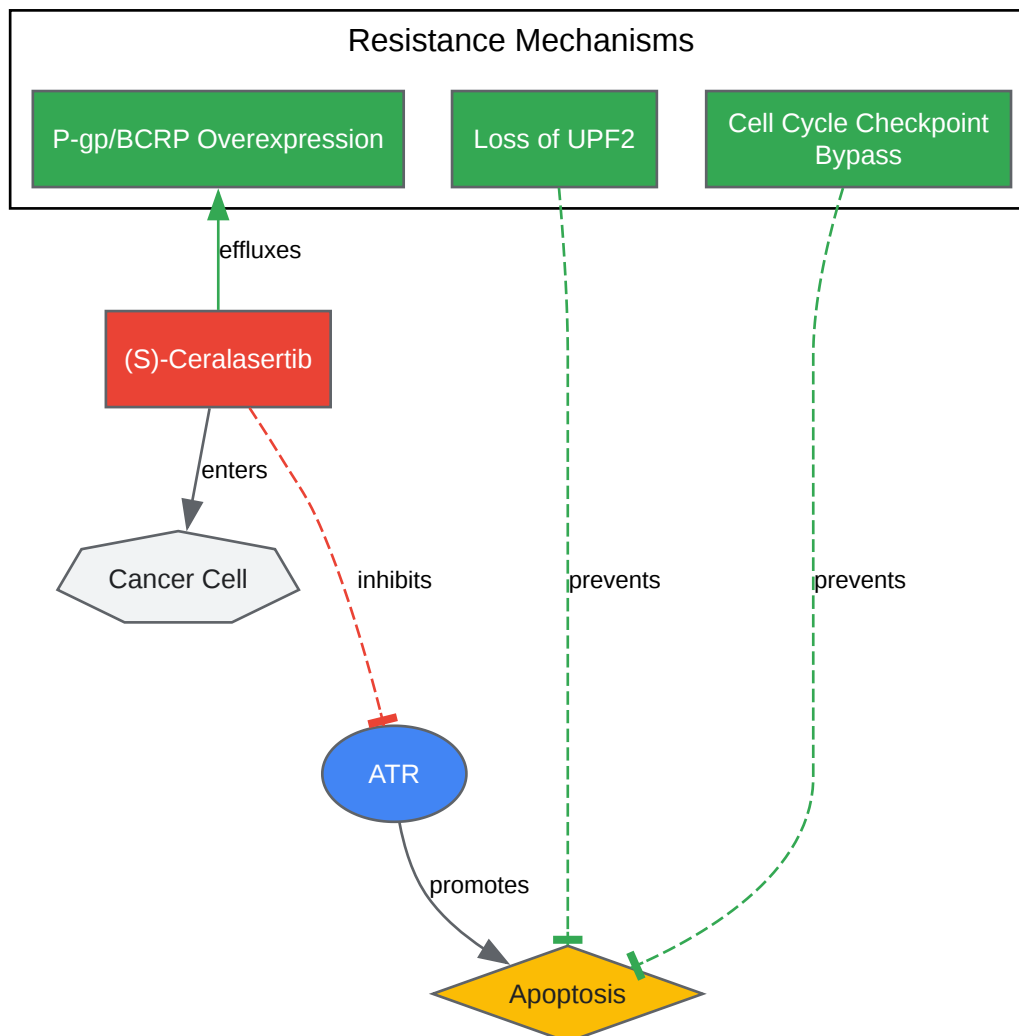 Resistance Mechanisms
P-gp/BCRP Overexpression
Loss of UPF2
Cell Cycle Checkpoint
Bypass
effluxes
(S)-Ceralasertib
enters
Cancer Cell
inhibits
prevents
prevents
ATR
promotes
Apoptosis